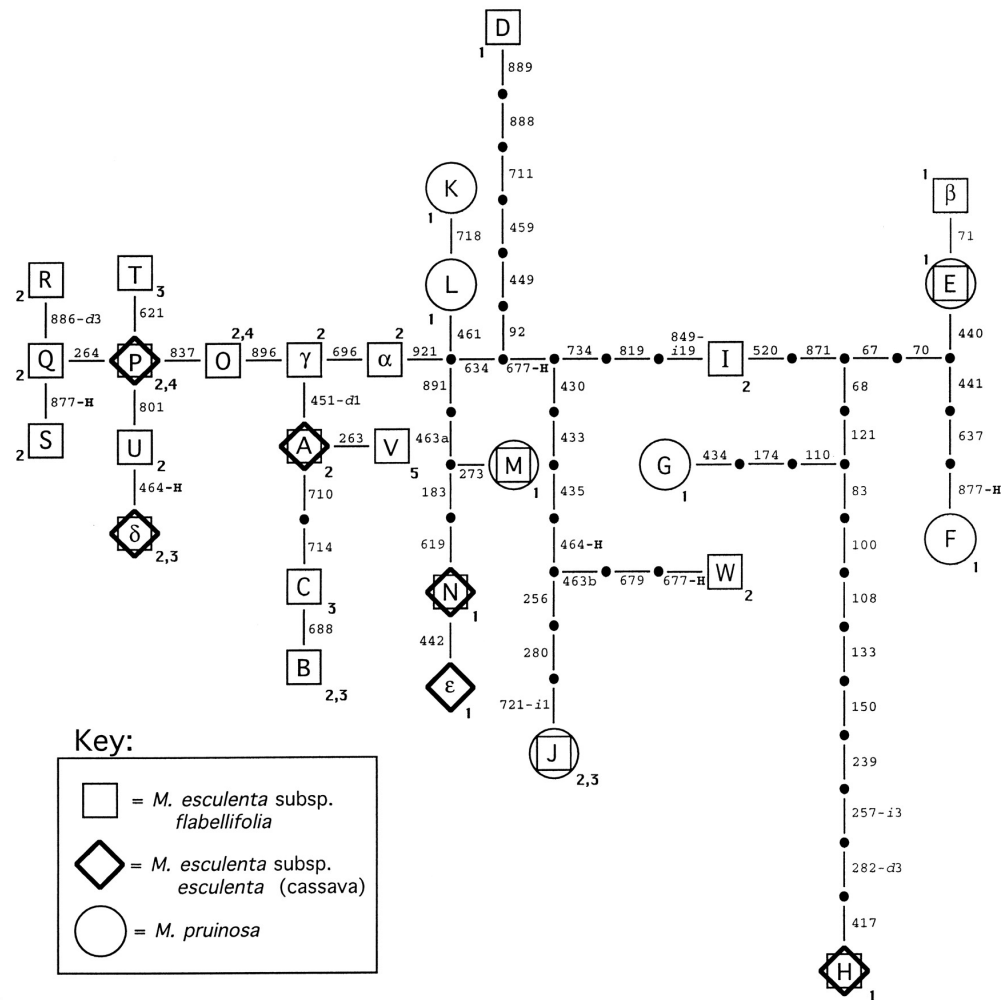 D
1
889
888
711
459
449
92
K
1
718
L
1
461
1
β
71
1
E
440
R
2
886-d3
T
3
621
Q
2
264
P
2,4
837
O
2,4
896
γ
2
696
α
2
921
634
677-H
734
819
849-
i19
I
2
520
871
67
70
877-H
S
2
801
U
2
464-H
δ
2,3
451-d1
A
2
263
V
5
710
714
C
3
688
B
2,3
891
463a
273
M
1
183
619
N
1
442
ε
1
430
433
435
464-H
463b
679
677-H
W
2
256
280
721-i1
J
2,3
G
1
434
174
110
68
121
83
100
108
133
150
239
257-i3
282-d3
417
H
1
441
637
877-H
F
1
Key:
= M. esculenta subsp.
flabellifolia
= M. esculenta subsp.
esculenta (cassava)
= M. pruinosa